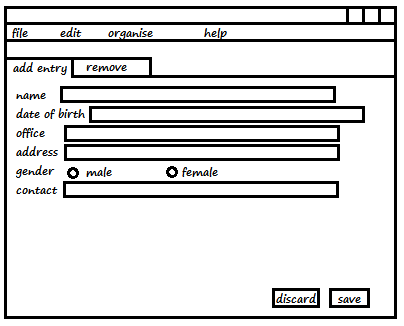 file edit organise help
add entry remove
name
date of birth
office
address
gender male female
contact
discard save